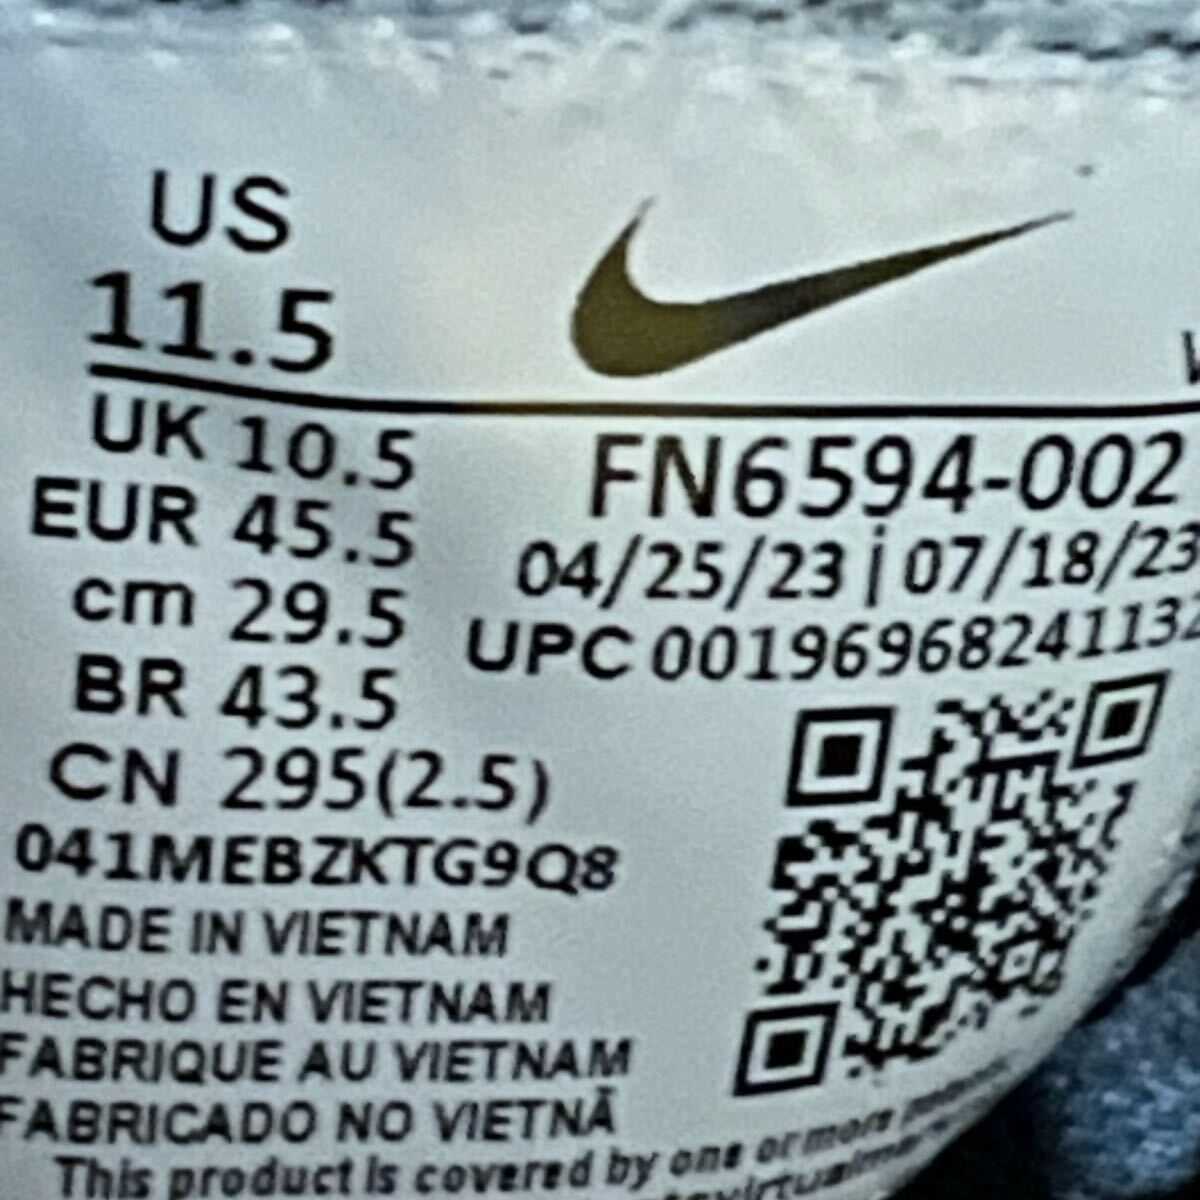 US
11.5
UK 10.5
EUR 45.5
cm 29.5
BR 43.5
CN 295(2.5)
041MEBZKTG9Q8
MADE IN VIETNAM
HECHO EN VIETNAM
FABRIQUE AU VIETNAM
FABRICADO NO VIETNÃ
FN6594-002
04/25/23 | 07/18/23
UPC 00196968241132
This product is covered by one or more